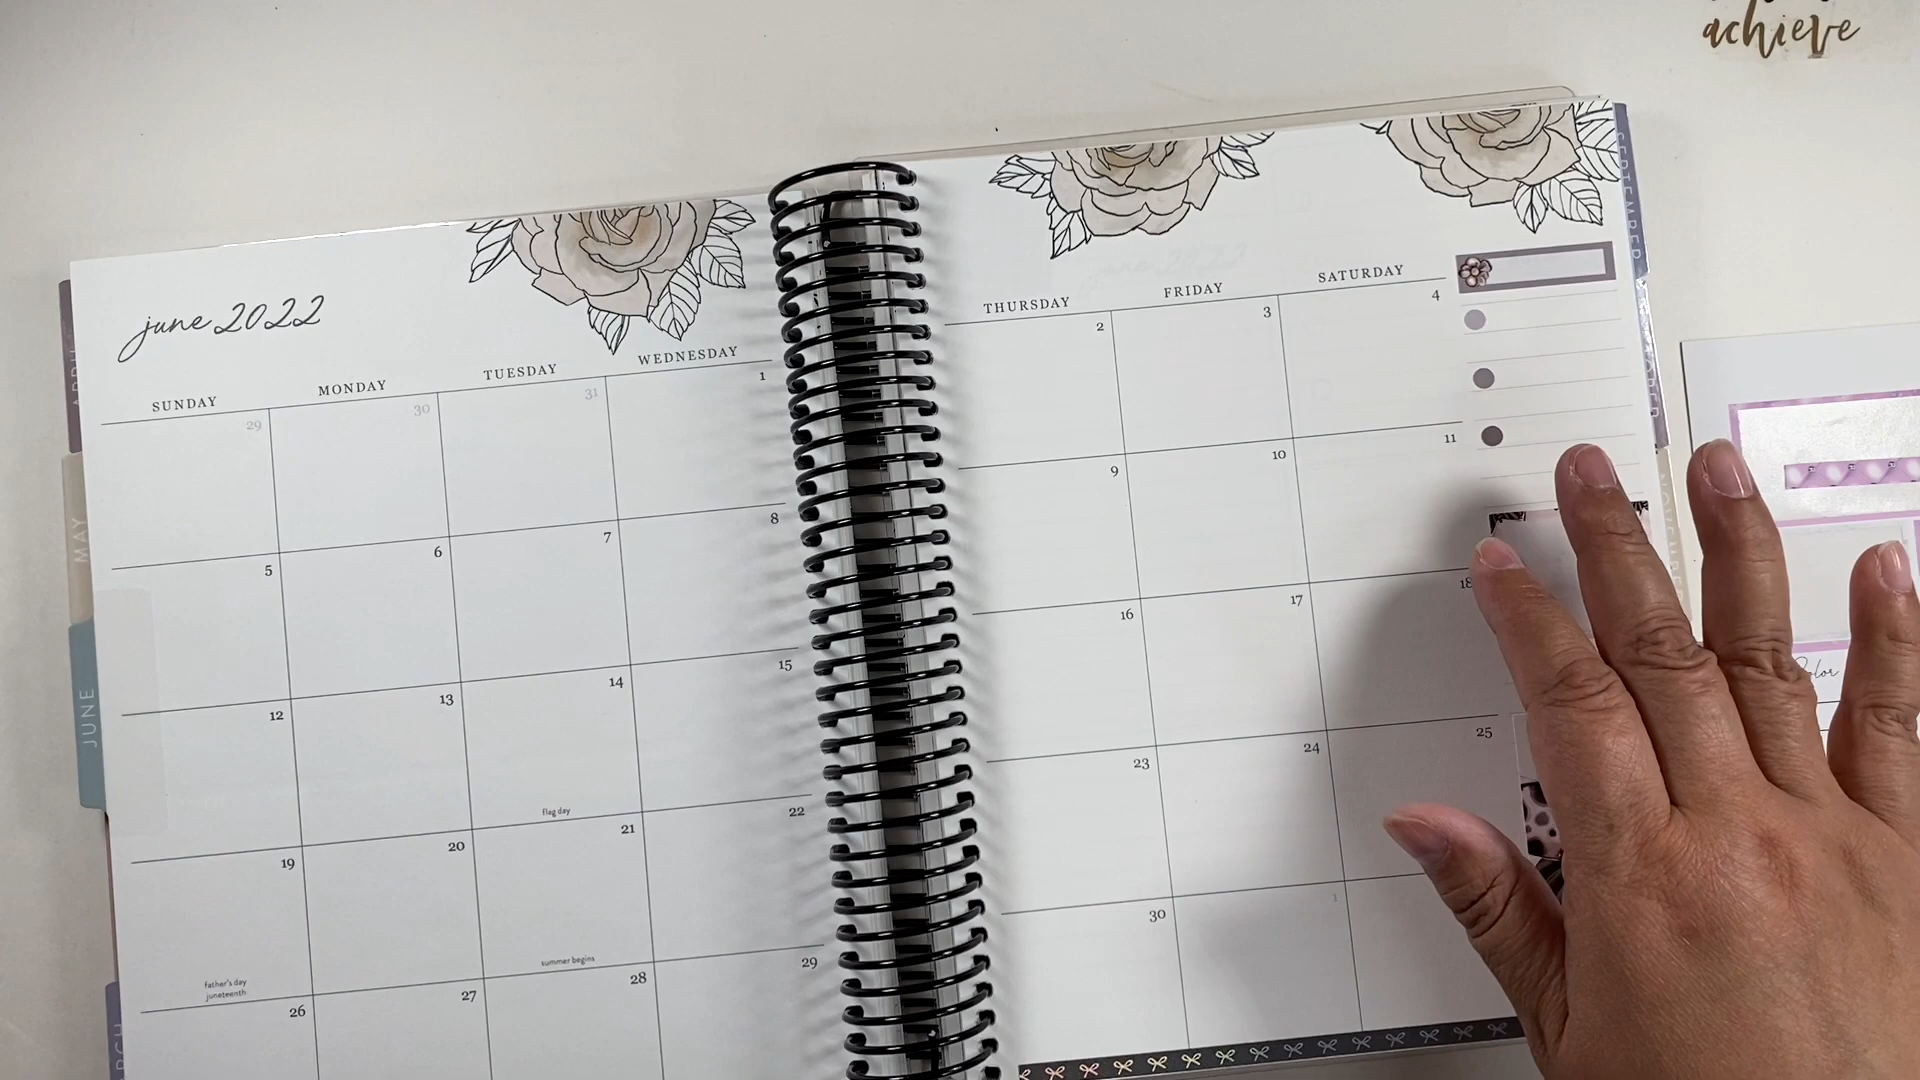 achieve
june 2022
SUNDAY MONDAY TUESDAY WEDNESDAY THURSDAY FRIDAY SATURDAY
29 30 31 1 2 3 4
5 6 7 8 9 10 11
12 13 14 15 16 17 18
flag day
19 20 21 22 23 24 25
father's day
juneteenth
summer begins
26 27 28 29 30 1
MAY
JUNE
SEPTEMBER